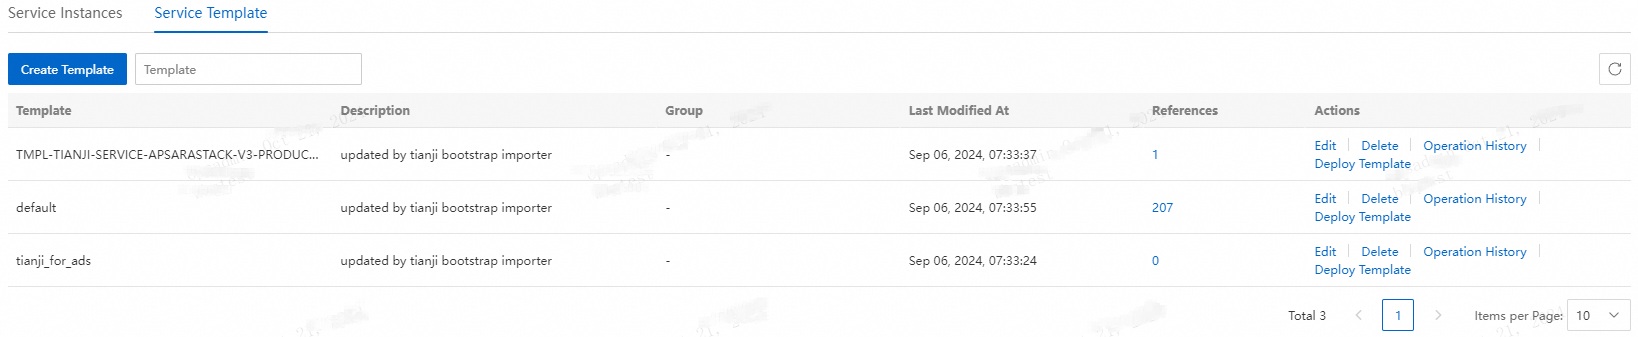 Service Instances Service Template
Create Template Template
Template Description Group Last Modified At References Actions
TMPL-TIANJI-SERVICE-APSARASTACK-V3-PRODUC... updated by tianji bootstrap importer - Sep 06, 2024, 07:33:37 1 Edit Delete Operation History
Deploy Template
default updated by tianji bootstrap importer - Sep 06, 2024, 07:33:55 207 Edit Delete Operation History
Deploy Template
tianji_for_ads updated by tianji bootstrap importer - Sep 06, 2024, 07:33:24 0 Edit Delete Operation History
Deploy Template
Total 3 1 Items per Page: 10